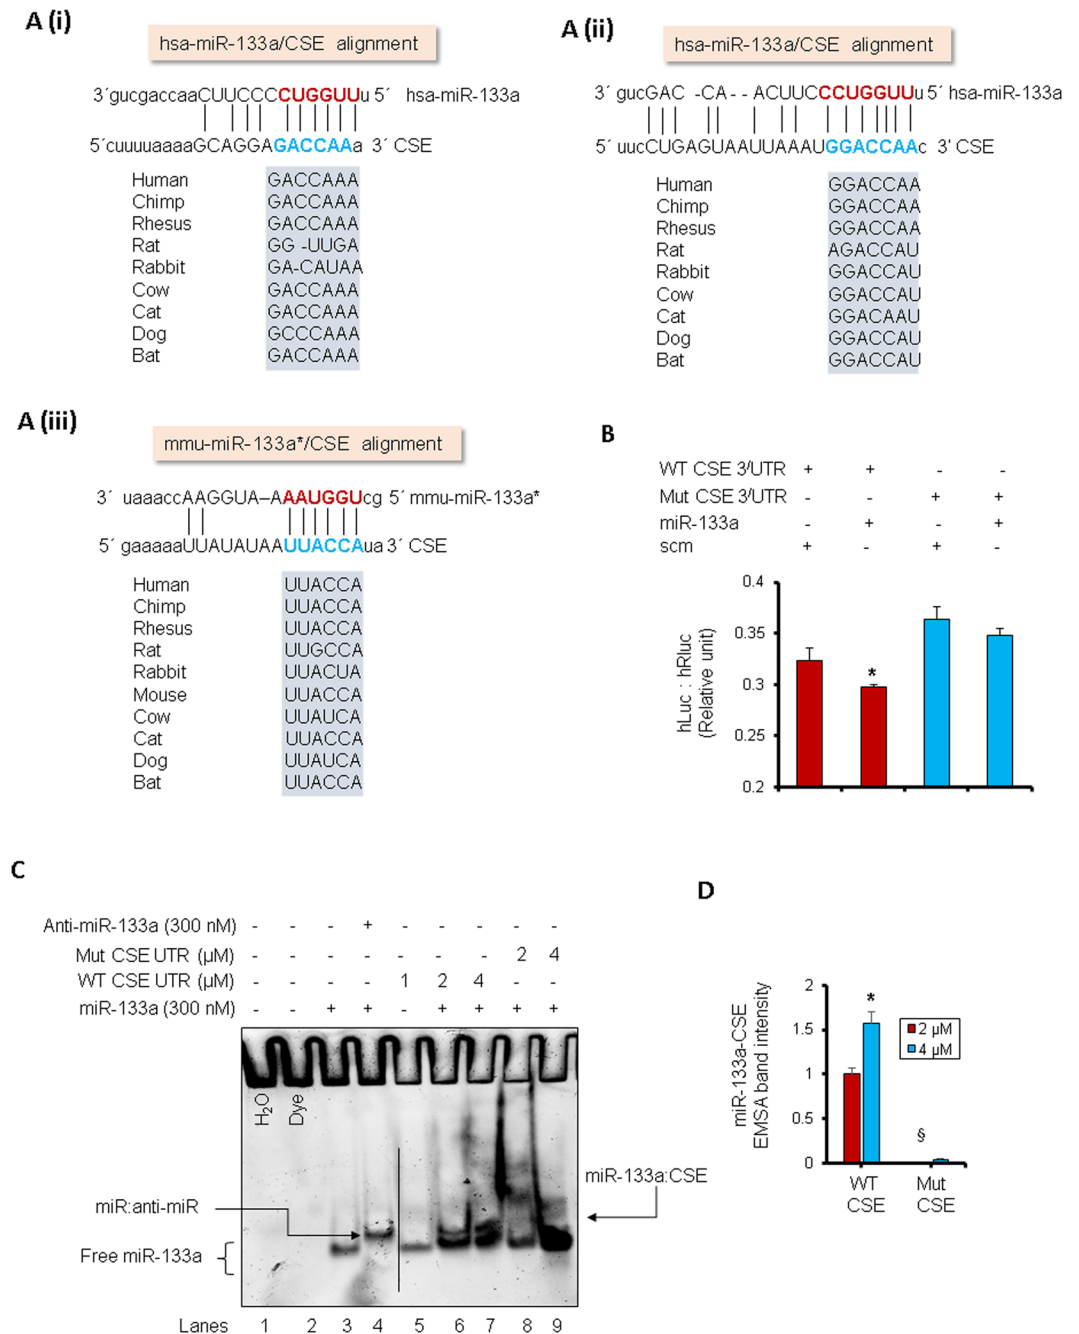 A (i)
hsa-miR-133a/CSE alignment
3´gucgaccaaCUUCCCCUGGUUu 5´ hsa-miR-133a
5´cuuuuaaaaGCAGGAGACCAAa 3´ CSE
Human GACCAAA
Chimp GACCAAA
Rhesus GACCAAA
Rat GG -UUGA
Rabbit GA-CAUAA
Cow GACCAAA
Cat GACCAAA
Dog GCCCAAA
Bat GACCAAA
A (ii)
hsa-miR-133a/CSE alignment
3´ gucGAC -CA- -ACUUCCCUGGUUu 5´ hsa-miR-133a
5´ uucCUGAGUAAUUAAAUGGACCAAc 3' CSE
Human GGACCAA
Chimp GGACCAA
Rhesus GGACCAA
Rat AGACCAU
Rabbit GGACCAU
Cow GGACCAU
Cat GGACAAU
Dog GGACCAU
Bat GGACCAU
A (iii)
mmu-miR-133a*/CSE alignment
3´ uaaaccAAGGUA–AAAUGGUcg 5´ mmu-miR-133a*
5´ gaaaaaUUAUAUAAUUACCAua 3´ CSE
Human UUACCA
Chimp UUACCA
Rhesus UUACCA
Rat UUGCCA
Rabbit UUACUA
Mouse UUACCA
Cow UUAUCA
Cat UUACCA
Dog UUAUCA
Bat UUACCA
B
WT CSE 3/UTR + + - -
Mut CSE 3/UTR - - + +
miR-133a - + - +
scm + - + -
0.4
0.35
0.3
0.25
0.2
hLuc : hRluc
(Relative unit)
*
C
Anti-miR-133a (300 nM) - - - + - - - - -
Mut CSE UTR (µM) - - - - - - - 2 4
WT CSE UTR (µM) - - - - 1 2 4 - -
miR-133a (300 nM) - - + + - + + + +
H2O
Dye
miR:anti-miR
Free miR-133a
miR-133a:CSE
Lanes 1 2 3 4 5 6 7 8 9
D
2
1.5
1
0.5
0
miR-133a-CSE
EMSA band intensity
*
§
2 µM
4 µM
WT CSE
Mut CSE